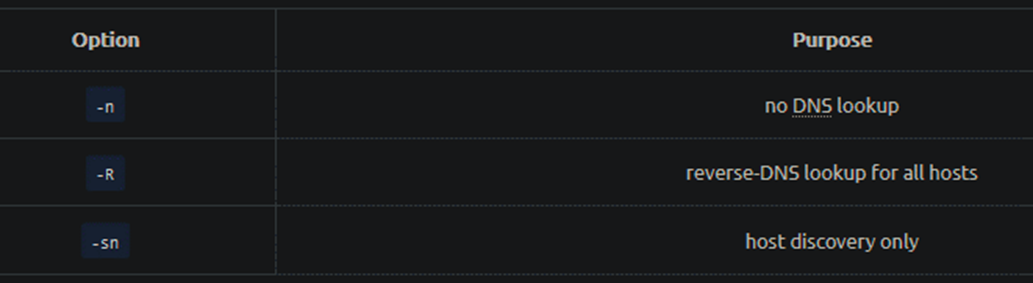 Option Purpose
-n no DNS lookup
-R reverse-DNS lookup for all hosts
-sn host discovery only